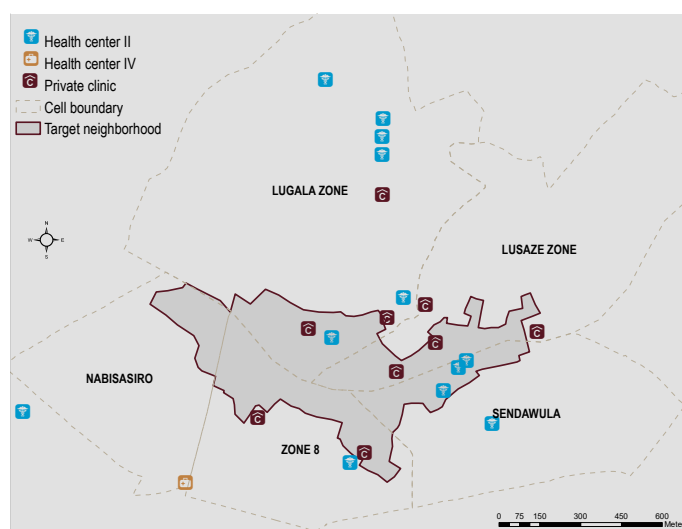 Health center II
Health center IV
Private clinic
Cell boundary
Target neighborhood
LUGALA ZONE
N
W E
S
LUSAZE ZONE
NABISASIRO
SENDAWULA
ZONE 8
0 75 150 300 450 600
Mete